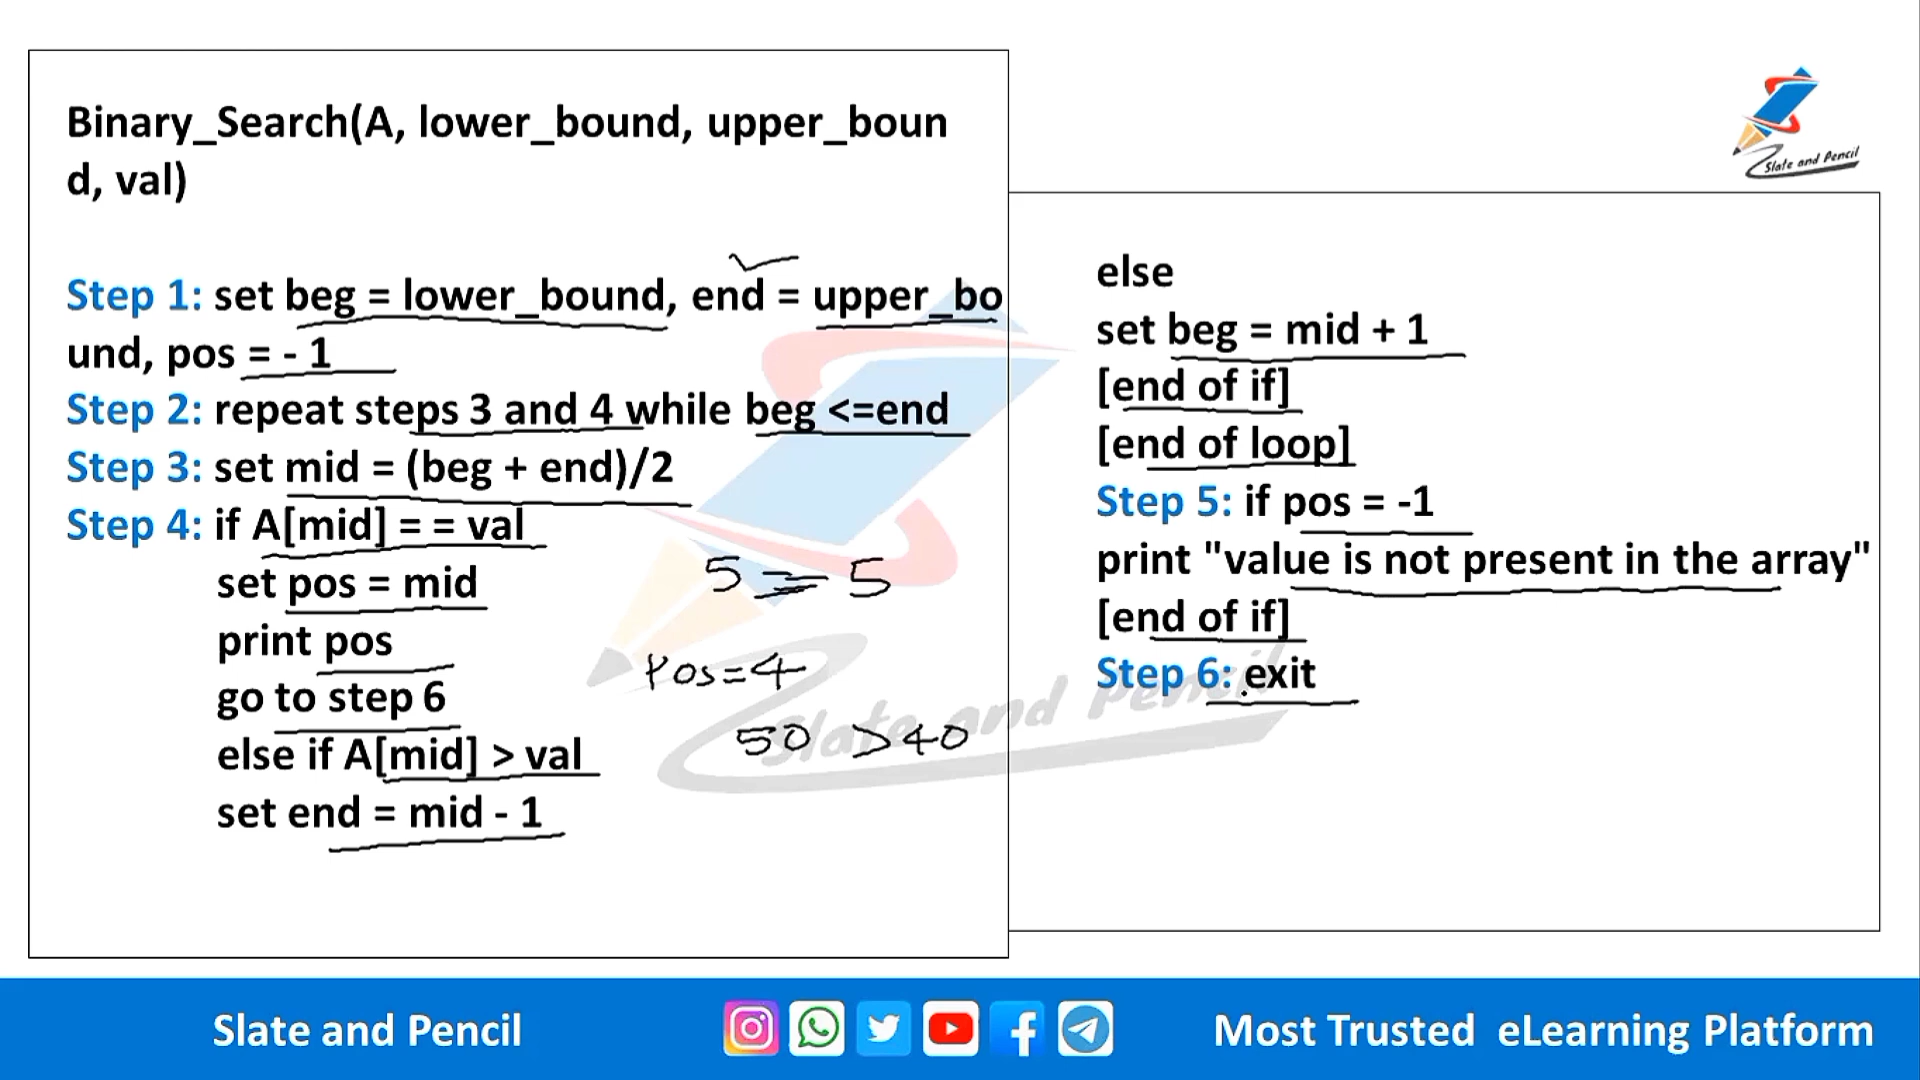 Binary_Search(A, lower_bound, upper_boun
d, val)
Step 1: set beg = lower_bound, end = upper_bo
und, pos = - 1
Step 2: repeat steps 3 and 4 while beg <=end
Step 3: set mid = (beg + end)/2
Step 4: if A[mid] = = val
set pos = mid
print pos
go to step 6
else if A[mid] > val
set end = mid - 1
5 == 5
Pos=4
50 >40
Slate and Pencil
else
set beg = mid + 1
[end of if]
[end of loop]
Step 5: if pos = -1
print "value is not present in the array"
[end of if]
Step 6: exit
Slate and Pencil
Slate and Pencil
Most Trusted eLearning Platform